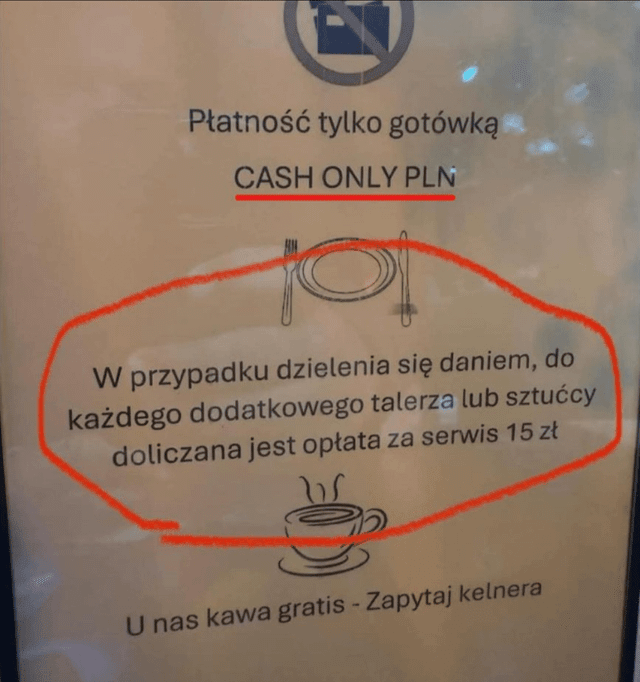 Płatność tylko gotówką
CASH ONLY PLN
W przypadku dzielenia się daniem, do
każdego dodatkowego talerza lub sztućcy
doliczana jest opłata za serwis 15 zł
U nas kawa gratis - Zapytaj kelnera